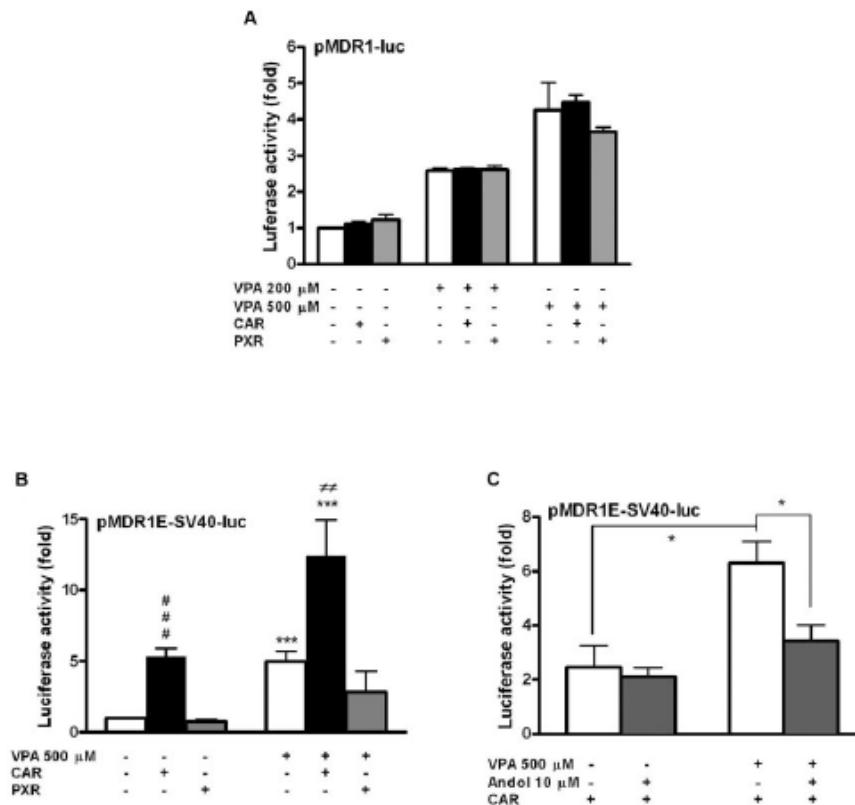 A
pMDR1-luc
Luferase activity (fold)
6
5
4
3
2
1
0
VPA 200 µM - - - + + + - - -
VPA 500 µM - - - - - - + + +
CAR - + - - + - - + -
PXR - - + - - + - - +
B
pMDR1E-SV40-luc
Luciferase activity (fold)
15
10
5
0
#
#
#
***
≠≠
***
VPA 500 µM - - - + + +
CAR - + - - + -
PXR - - + - - +
C
pMDR1E-SV40-luc
Luciferase activity (fold)
8
6
4
2
0
*
*
VPA 500 µM - - + +
Andol 10 µM - + - +
CAR + + + +